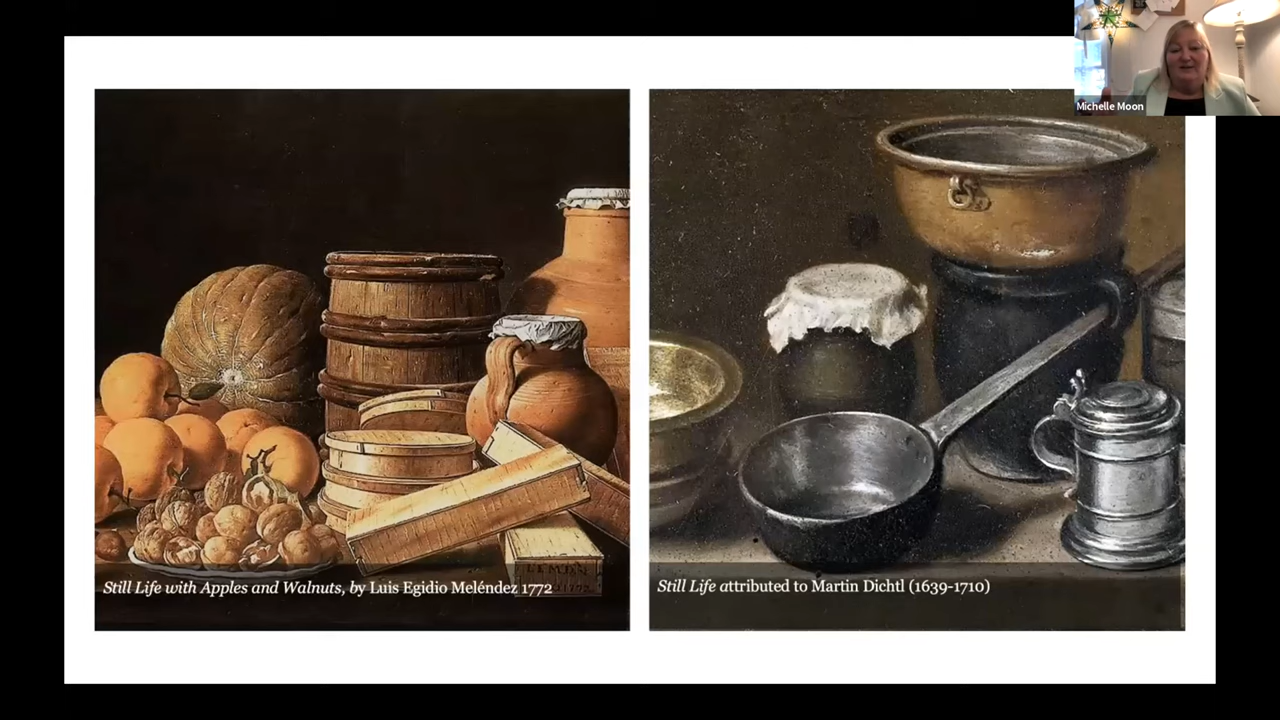 Michelle Moon
Still Life with Apples and Walnuts, by Luis Egidio Meléndez 1772
Still Life attributed to Martin Dichtl (1639-1710)